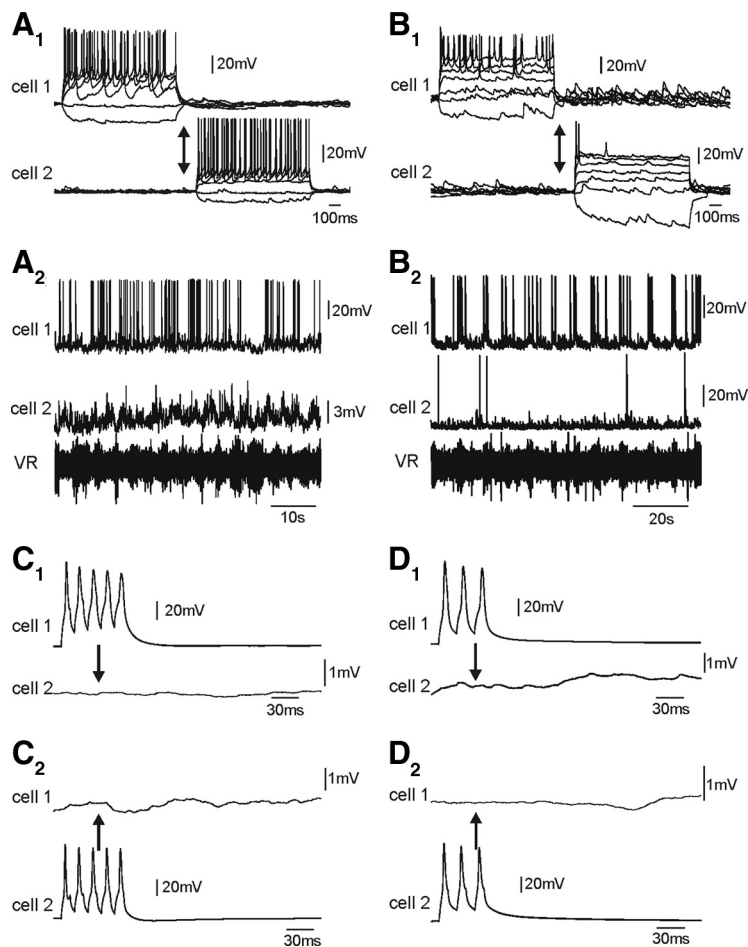 A1
cell 1
20mV
cell 2
20mV
100ms
B1
cell 1
20mV
cell 2
20mV
100ms
A2
cell 1
20mV
cell 2
3mV
VR
10s
B2
cell 1
20mV
cell 2
20mV
VR
20s
C1
cell 1
20mV
cell 2
1mV
30ms
D1
cell 1
20mV
cell 2
1mV
30ms
C2
cell 1
1mV
cell 2
20mV
30ms
D2
cell 1
1mV
cell 2
20mV
30ms